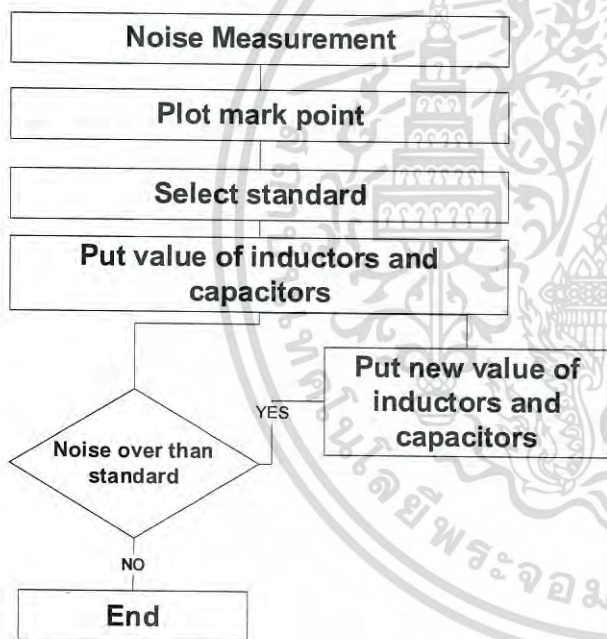 Noise Measurement
Plot mark point
Select standard
Put value of inductors and
capacitors
Put new value of
inductors and
capacitors
YES
Noise over than
standard
NO
End